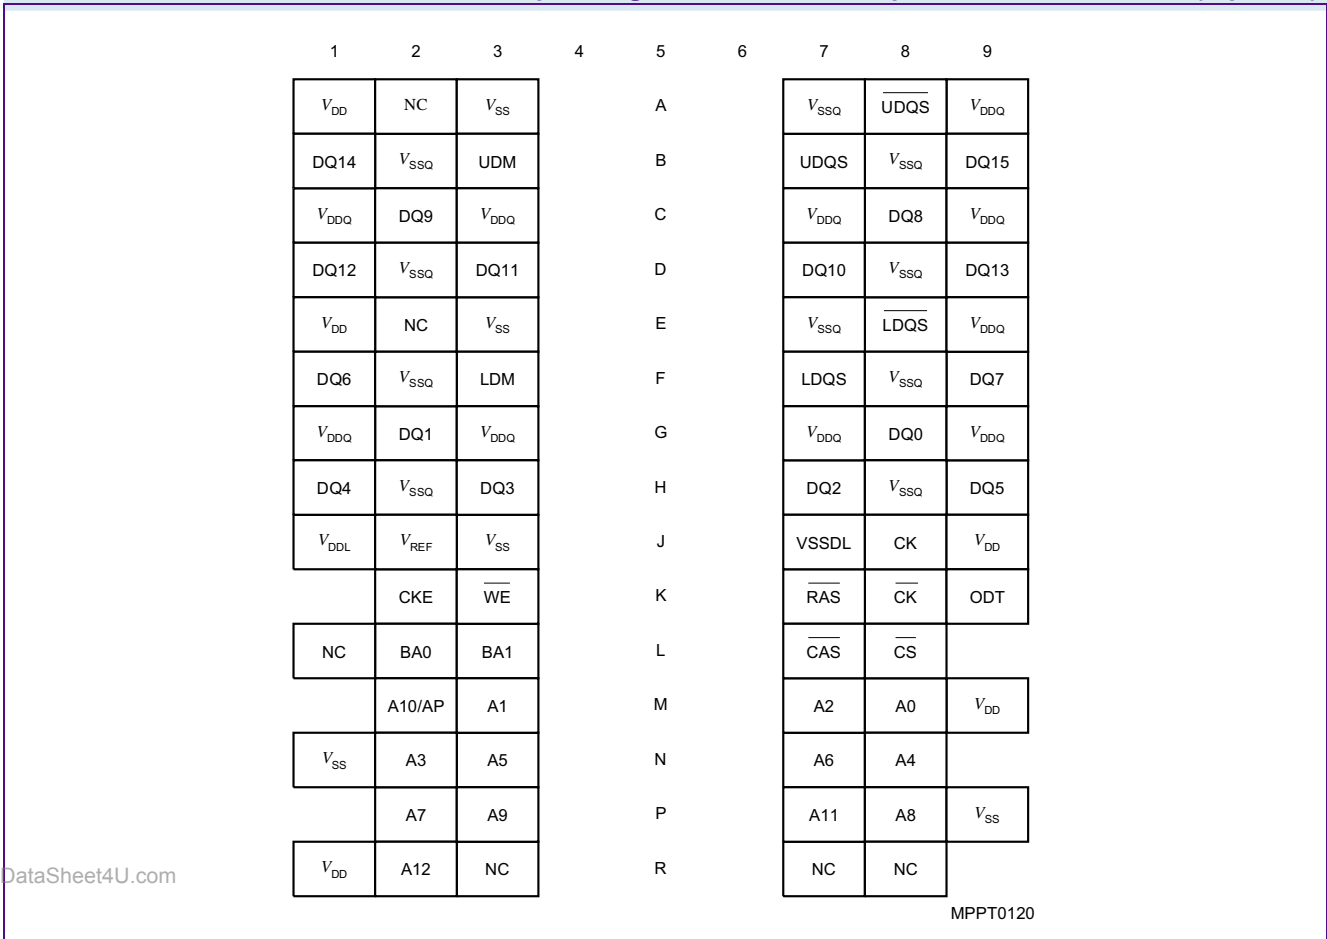 1 2 3 4 5 6 7 8 9
VDD NC VSS A VSSQ UDQS VDDQ
DQ14 VSSQ UDM B UDQS VSSQ DQ15
VDDQ DQ9 VDDQ C VDDQ DQ8 VDDQ
DQ12 VSSQ DQ11 D DQ10 VSSQ DQ13
VDD NC VSS E VSSQ LDQS VDDQ
DQ6 VSSQ LDM F LDQS VSSQ DQ7
VDDQ DQ1 VDDQ G VDDQ DQ0 VDDQ
DQ4 VSSQ DQ3 H DQ2 VSSQ DQ5
VDDL VREF VSS J VSSDL CK VDD
CKE WE K RAS CK ODT
NC BA0 BA1 L CAS CS
A10/AP A1 M A2 A0 VDD
VSS A3 A5 N A6 A4
A7 A9 P A11 A8 VSS
VDD A12 NC R NC NC
DataSheet4U.com
MPPT0120